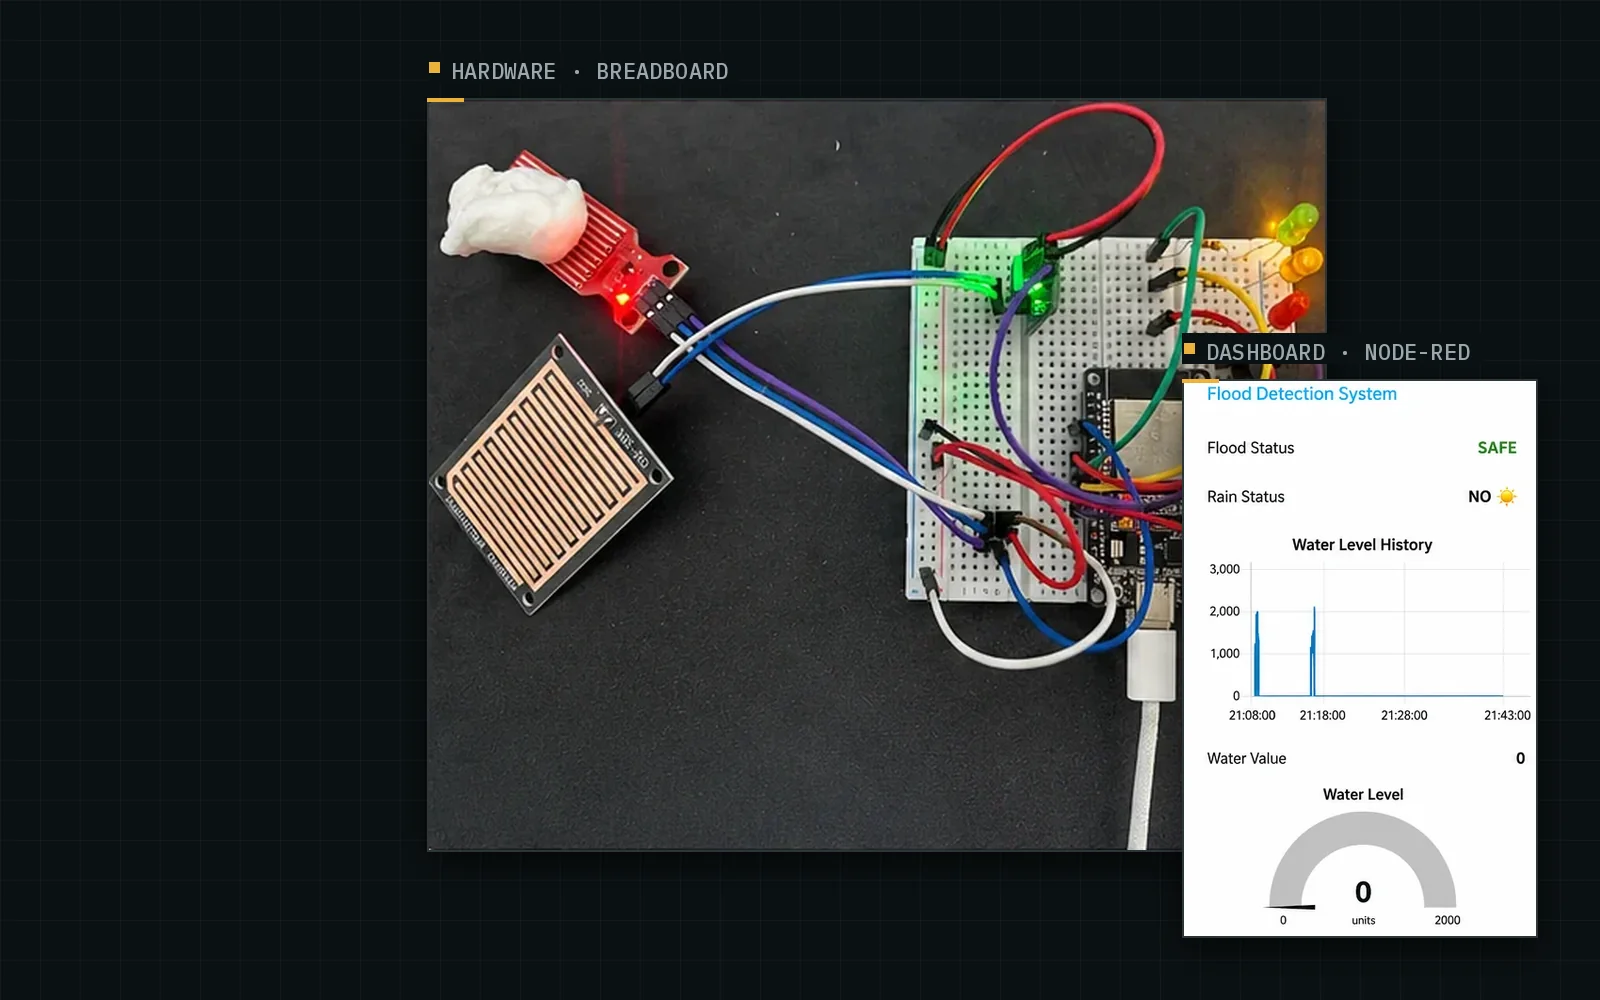 HARDWARE · BREADBOARD
DASHBOARD · NODE-RED
Flood Detection System
Flood Status SAFE
Rain Status NO ☀️
Water Level History
3,000
2,000
1,000
0
21:08:00 21:18:00 21:28:00 21:43:00
Water Value 0
Water Level
0
0 units 2000